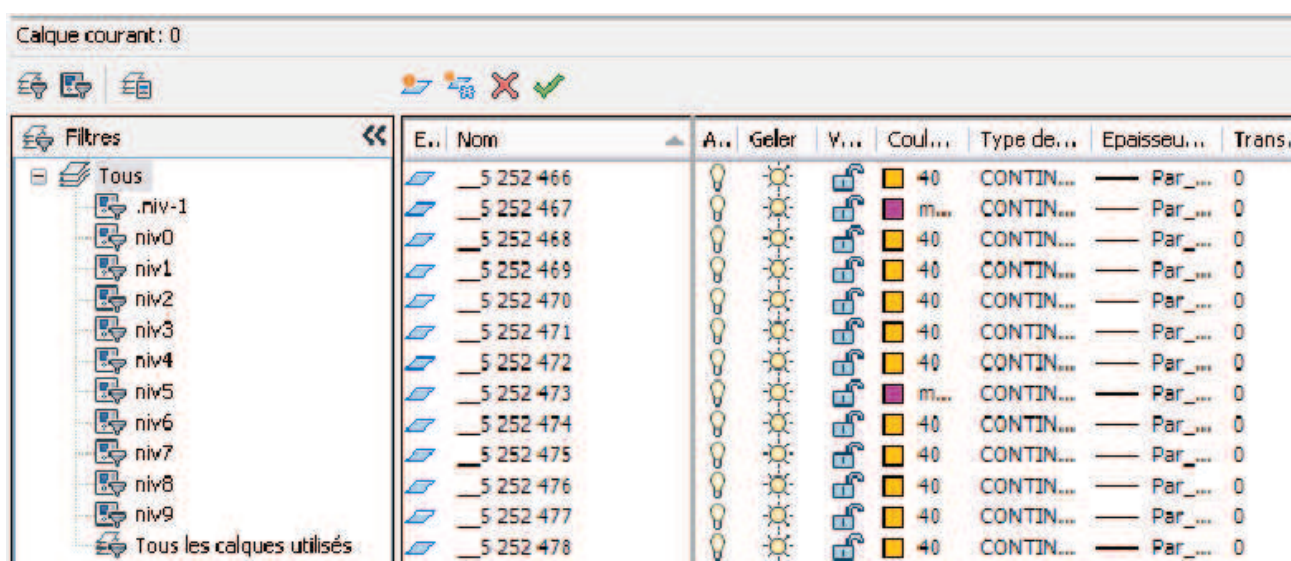 Calque courant: 0
Filtres
E... Nom A... Geler V... Coul... Type de... Epaisseu... Trans.
Tous
.niv-1
niv0
niv1
niv2
niv3
niv4
niv5
niv6
niv7
niv8
niv9
Tous les calques utilisés
__5 252 466 40 CONTIN... Par_... 0
__5 252 467 m... CONTIN... Par_... 0
__5 252 468 40 CONTIN... Par_... 0
__5 252 469 40 CONTIN... Par_... 0
__5 252 470 40 CONTIN... Par_... 0
__5 252 471 40 CONTIN... Par_... 0
__5 252 472 40 CONTIN... Par_... 0
__5 252 473 m... CONTIN... Par_... 0
__5 252 474 40 CONTIN... Par_... 0
__5 252 475 40 CONTIN... Par_... 0
__5 252 476 40 CONTIN... Par_... 0
__5 252 477 40 CONTIN... Par_... 0
__5 252 478 40 CONTIN... Par_... 0